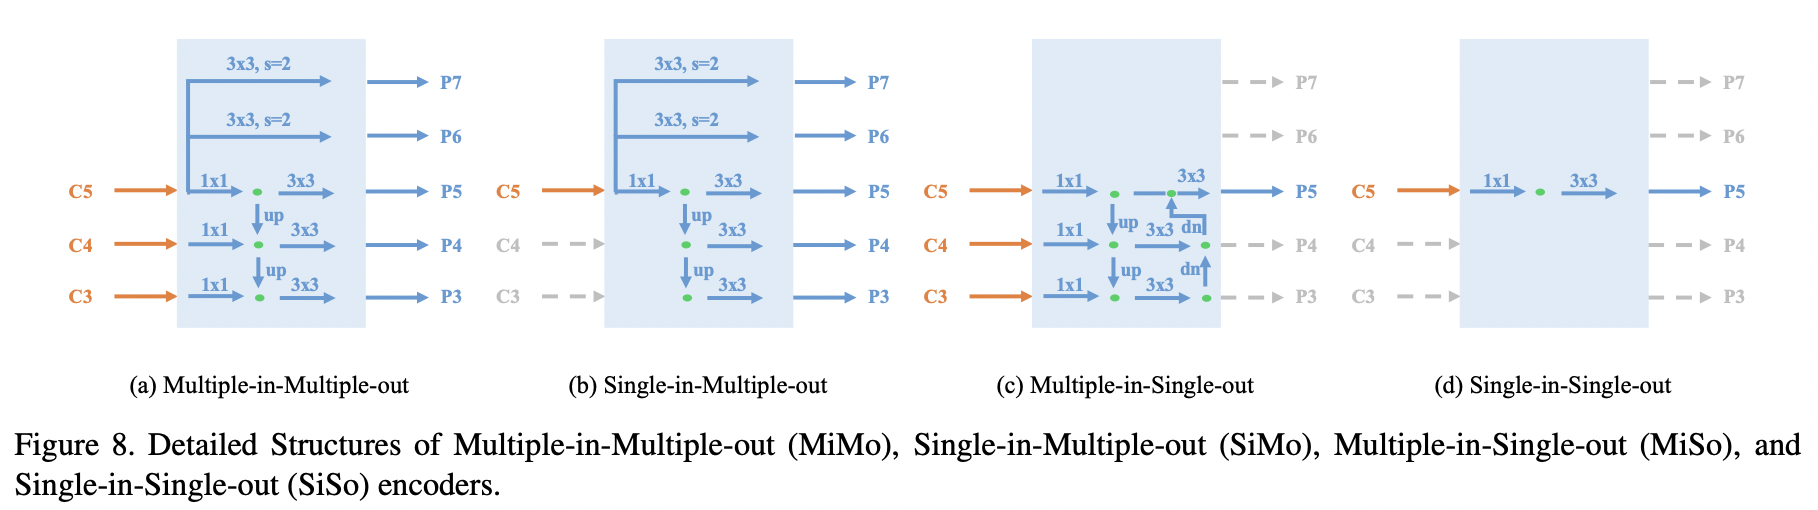 3x3, s=2
P7
3x3, s=2
P6
C5
1x1
3x3
P5
up
C4
1x1
3x3
P4
up
C3
1x1
3x3
P3
(a) Multiple-in-Multiple-out
3x3, s=2
P7
3x3, s=2
P6
C5
1x1
3x3
P5
up
C4
3x3
P4
up
C3
3x3
P3
(b) Single-in-Multiple-out
P7
P6
C5
1x1
3x3
P5
up
dn
C4
1x1
3x3
P4
up
dn
C3
1x1
3x3
P3
(c) Multiple-in-Single-out
P7
P6
C5
1x1
3x3
P5
C4
P4
C3
P3
(d) Single-in-Single-out
Figure 8. Detailed Structures of Multiple-in-Multiple-out (MiMo), Single-in-Multiple-out (SiMo), Multiple-in-Single-out (MiSo), and
Single-in-Single-out (SiSo) encoders.